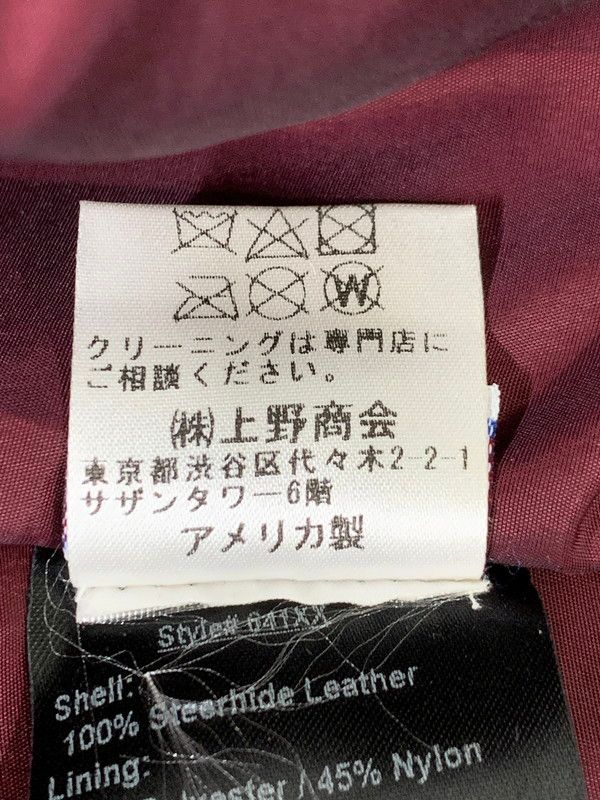 W
クリーニングは専門店に
ご相談ください。
㈱上野商会
東京都渋谷区代々木2-2-1
サザンタワー6階
アメリカ製
Style# 641XX
Shell:
100% Steerhide Leather
Lining:
/ 45% Nylon